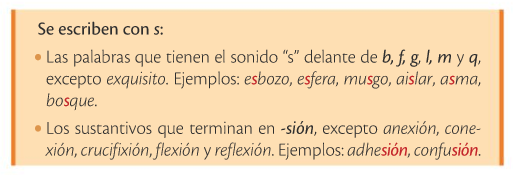 Se escriben con s:
• Las palabras que tienen el sonido “s” delante de b, f, g, l, m y q,
excepto exquisito. Ejemplos: esbozo, esfera, musgo, aislar, asma,
bosque.
• Los sustantivos que terminan en -sión, excepto anexión, cone-
xión, crucifixión, flexión y reflexión. Ejemplos: adhesión, confusión.